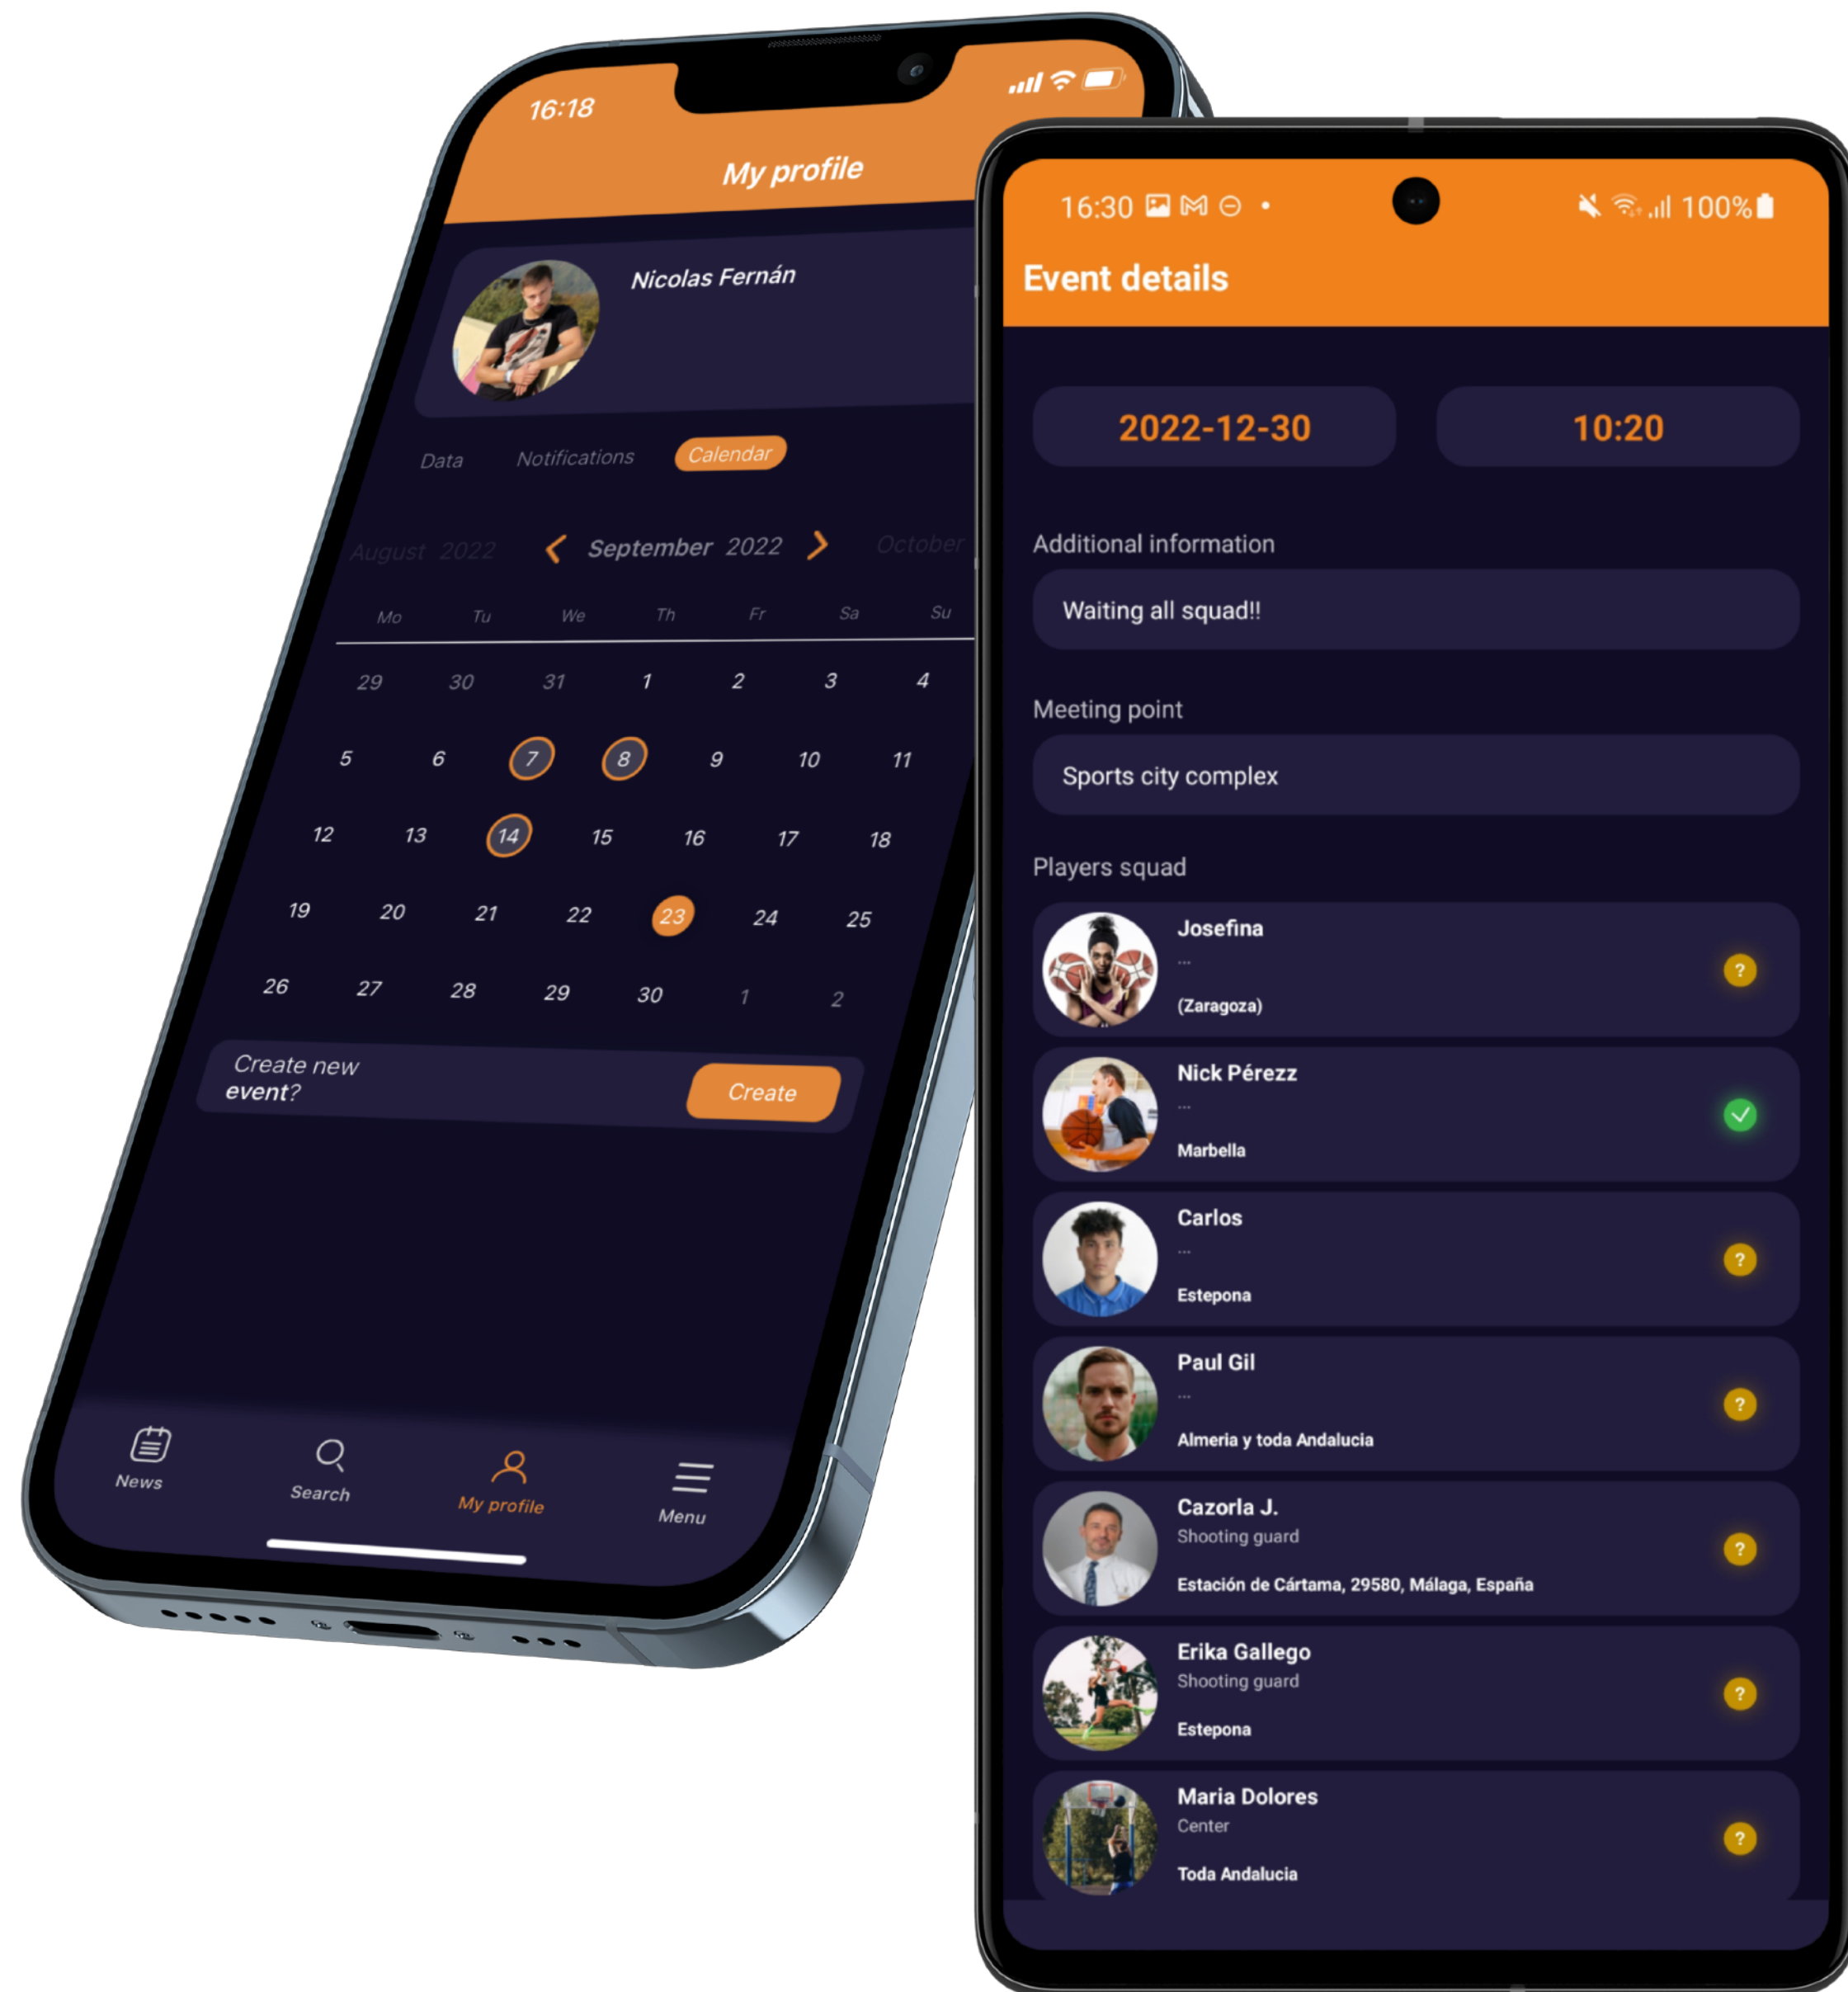 16:18
My profile
Nicolas Fernán
Data Notifications Calendar
August 2022 September 2022 October
Mo Tu We Th Fr Sa Su
29 30 31 1 2 3 4
5 6 7 8 9 10 11
12 13 14 15 16 17 18
19 20 21 22 23 24 25
26 27 28 29 30 1 2
Create new
event?
Create
News Search My profile Menu
16:30 100%
Event details
2022-12-30 10:20
Additional information
Waiting all squad!!
Meeting point
Sports city complex
Players squad
Josefina
...
(Zaragoza)
?
Nick Pérezz
...
Marbella
Carlos
...
Estepona
?
Paul Gil
...
Almeria y toda Andalucia
?
Cazorla J.
Shooting guard
Estación de Cártama, 29580, Málaga, España
?
Erika Gallego
Shooting guard
Estepona
?
Maria Dolores
Center
Toda Andalucia
?